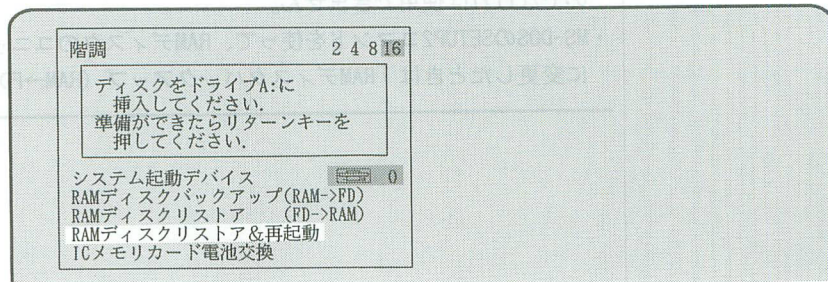 階調 2 4 8 16
ディスクをドライブA:に
挿入してください.
準備ができたらリターンキーを
押してください.
システム起動デバイス 0
RAMディスクバックアップ(RAM->FD)
RAMディスクリストア (FD->RAM)
RAMディスクリストア&再起動
ICメモリカード電池交換